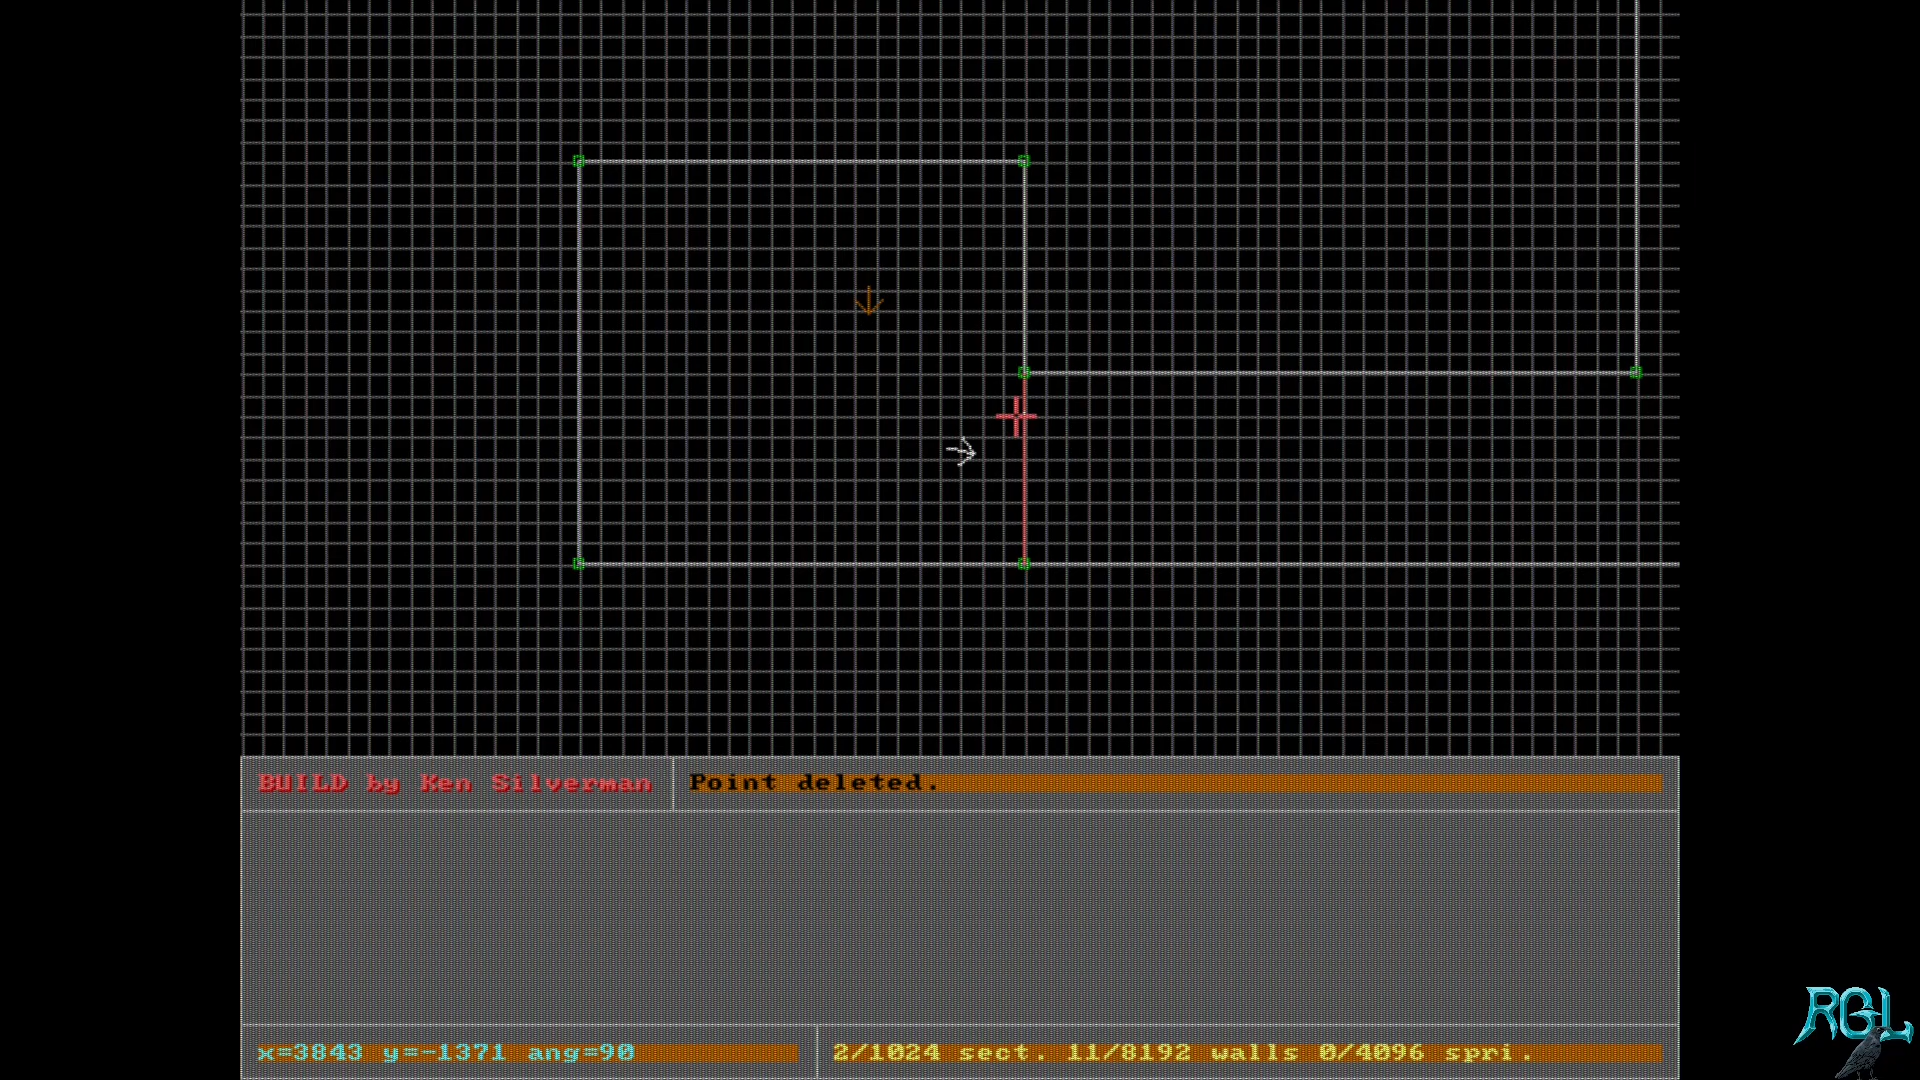 BUILD by Ken Silverman
Point deleted.
x=3843 y=-1371 ang=90
2/1024 sect. 11/8192 walls 0/4096 spri.
RGL